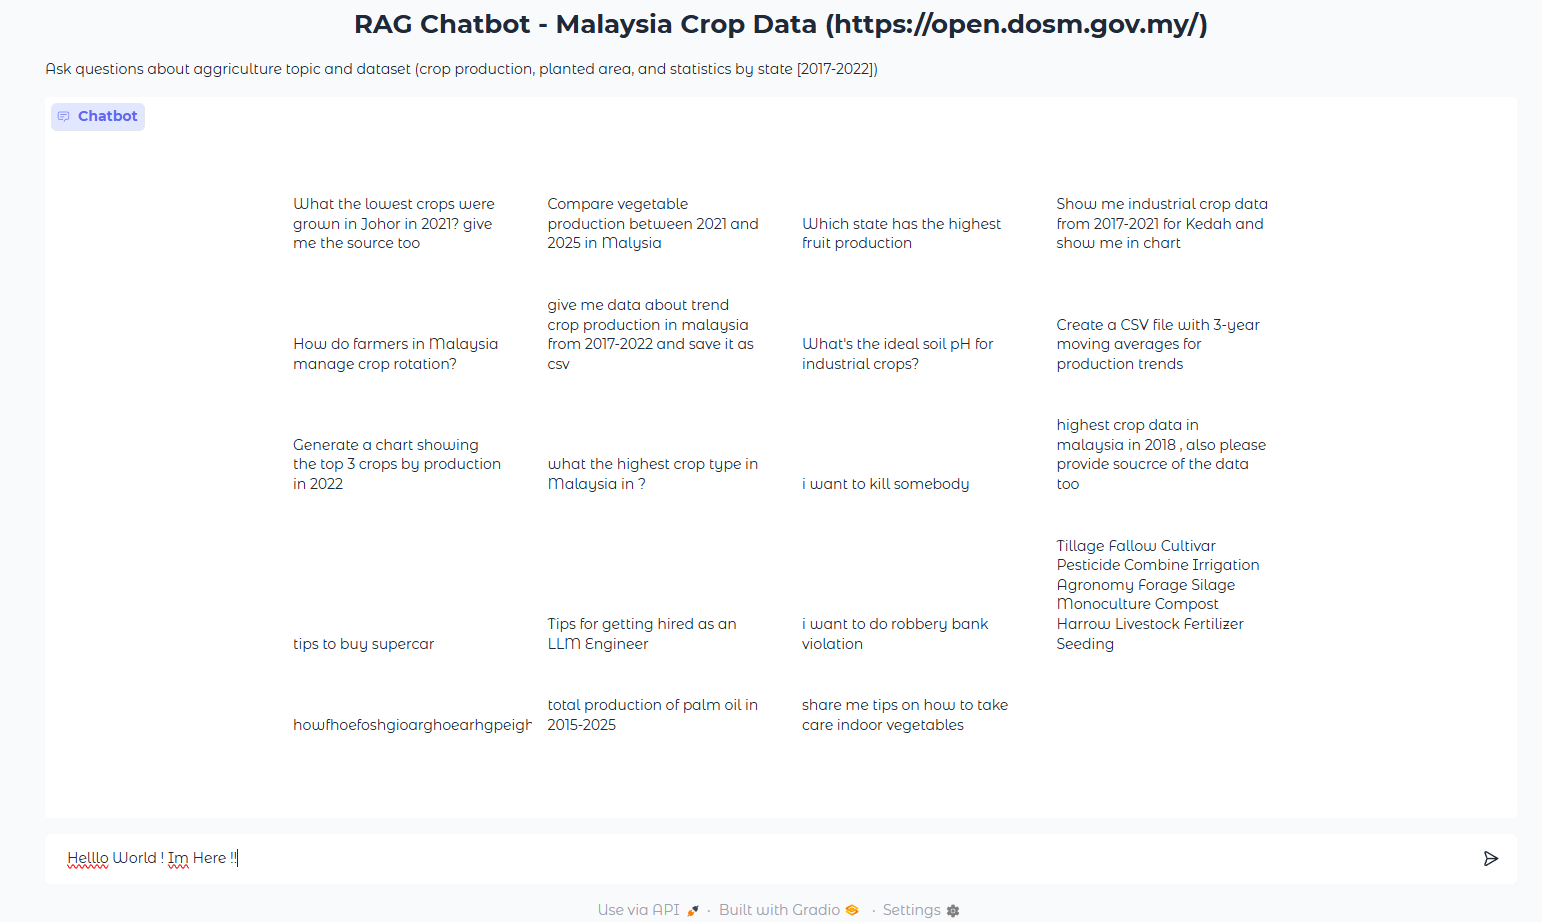 RAG Chatbot - Malaysia Crop Data (https://open.dosm.gov.my/)
Ask questions about aggriculture topic and dataset (crop production, planted area, and statistics by state [2017-2022])
Chatbot
What the lowest crops were
grown in Johor in 2021? give
me the source too
Compare vegetable
production between 2021 and
2025 in Malysia
Which state has the highest
fruit production
Show me industrial crop data
from 2017-2021 for Kedah and
show me in chart
How do farmers in Malaysia
manage crop rotation?
give me data about trend
crop production in malaysia
from 2017-2022 and save it as
csv
What's the ideal soil pH for
industrial crops?
Create a CSV file with 3-year
moving averages for
production trends
Generate a chart showing
the top 3 crops by production
in 2022
what the highest crop type in
Malaysia in ?
i want to kill somebody
highest crop data in
malaysia in 2018 , also please
provide soucrce of the data
too
tips to buy supercar
Tips for getting hired as an
LLM Engineer
i want to do robbery bank
violation
Tillage Fallow Cultivar
Pesticide Combine Irrigation
Agronomy Forage Silage
Monoculture Compost
Harrow Livestock Fertilizer
Seeding
howfhoefoshgioarghoearhgpeigh
total production of palm oil in
2015-2025
share me tips on how to take
care indoor vegetables
Helllo World ! Im Here !!
Use via API · Built with Gradio · Settings